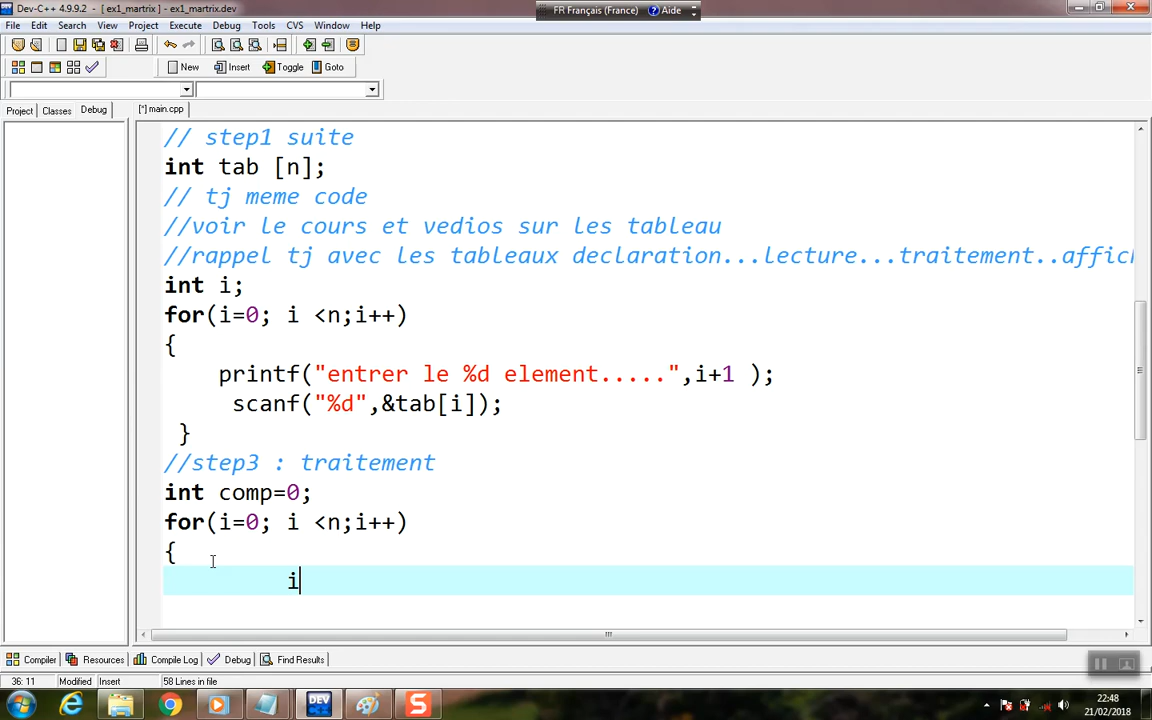 Dev-C++ 4.9.9.2 - [ ex1_martrix ] - ex1_martrix.dev
FR Français (France) Aide
File Edit Search View Project Execute Debug Tools CVS Window Help
New Insert Toggle Goto
Project Classes Debug [*] main.cpp
// step1 suite
int tab [n];
// tj meme code
//voir le cours et vedios sur les tableau
//rappel tj avec les tableaux declaration...lecture...traitement..affich
int i;
for(i=0; i <n;i++)
{
printf("entrer le %d element.....",i+1 );
scanf("%d",&tab[i]);
}
//step3 : traitement
int comp=0;
for(i=0; i <n;i++)
{
i
Compiler Resources Compile Log Debug Find Results
36: 11 Modified Insert 58 Lines in file
DEV
S
22:48
21/02/2018